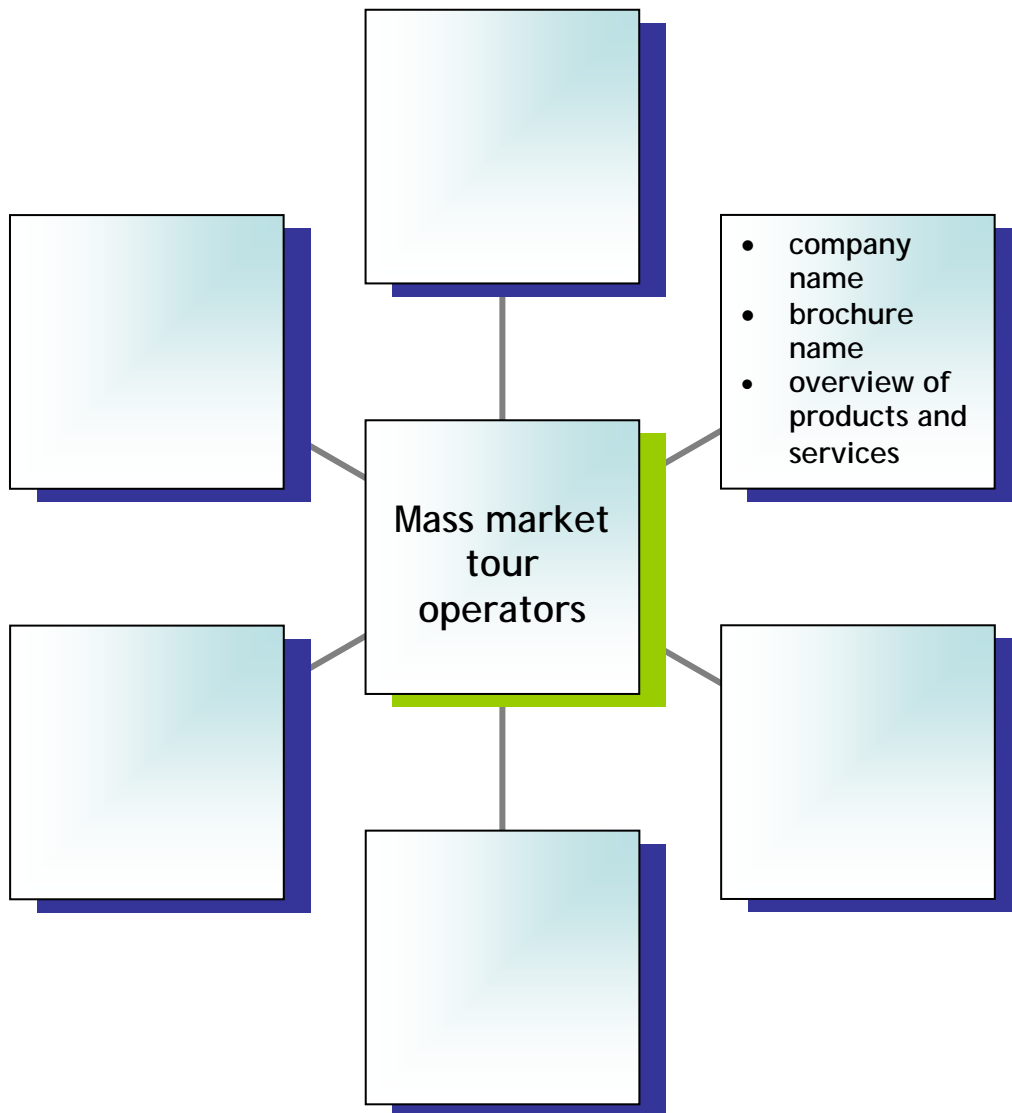 • company
name
• brochure
name
• overview of
products and
services
Mass market
tour
operators